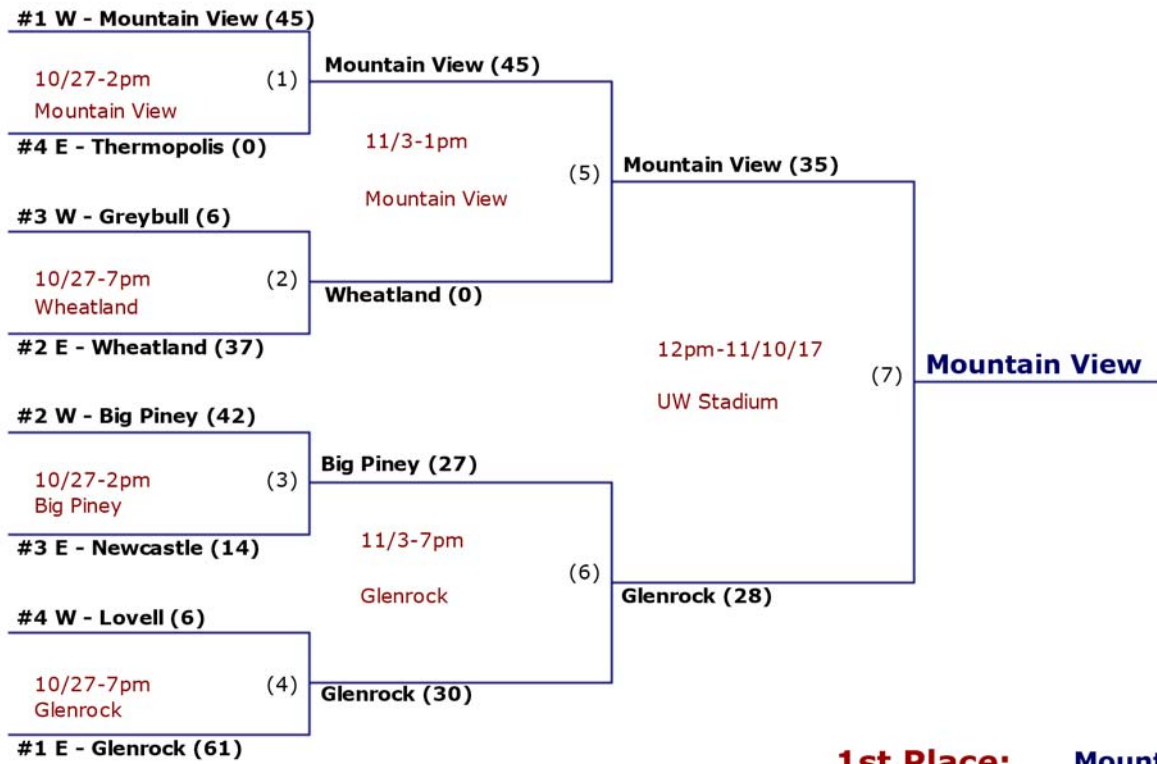 #1 W - Mountain View (45)
10/27-2pm
(1)
Mountain View
#4 E - Thermopolis (0)
Mountain View (45)
11/3-1pm
(5)
Mountain View
#3 W - Greybull (6)
10/27-7pm
(2)
Wheatland
#2 E - Wheatland (37)
Wheatland (0)
Mountain View (35)
12pm-11/10/17
(7)
UW Stadium
Mountain View
#2 W - Big Piney (42)
10/27-2pm
(3)
Big Piney
#3 E - Newcastle (14)
Big Piney (27)
11/3-7pm
(6)
Glenrock
Glenrock (28)
#4 W - Lovell (6)
10/27-7pm
(4)
Glenrock
#1 E - Glenrock (61)
Glenrock (30)
1st Place: Mount